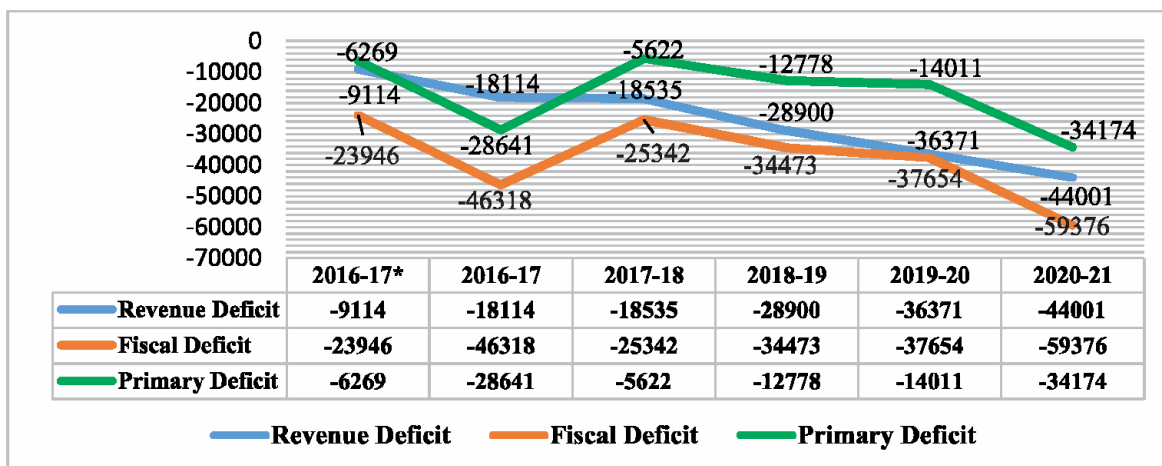 0
-10000
-20000
-30000
-40000
-50000
-60000
-70000
-6269 -5622 -12778 -14011
-9114 -18114 -18535 -28900 -34174
-23946 -28641 -25342 -34473 -36371
-46318 -37654 -44001
-59376
2016-17* 2016-17 2017-18 2018-19 2019-20 2020-21
Revenue Deficit -9114 -18114 -18535 -28900 -36371 -44001
Fiscal Deficit -23946 -46318 -25342 -34473 -37654 -59376
Primary Deficit -6269 -28641 -5622 -12778 -14011 -34174
Revenue Deficit Fiscal Deficit Primary Deficit